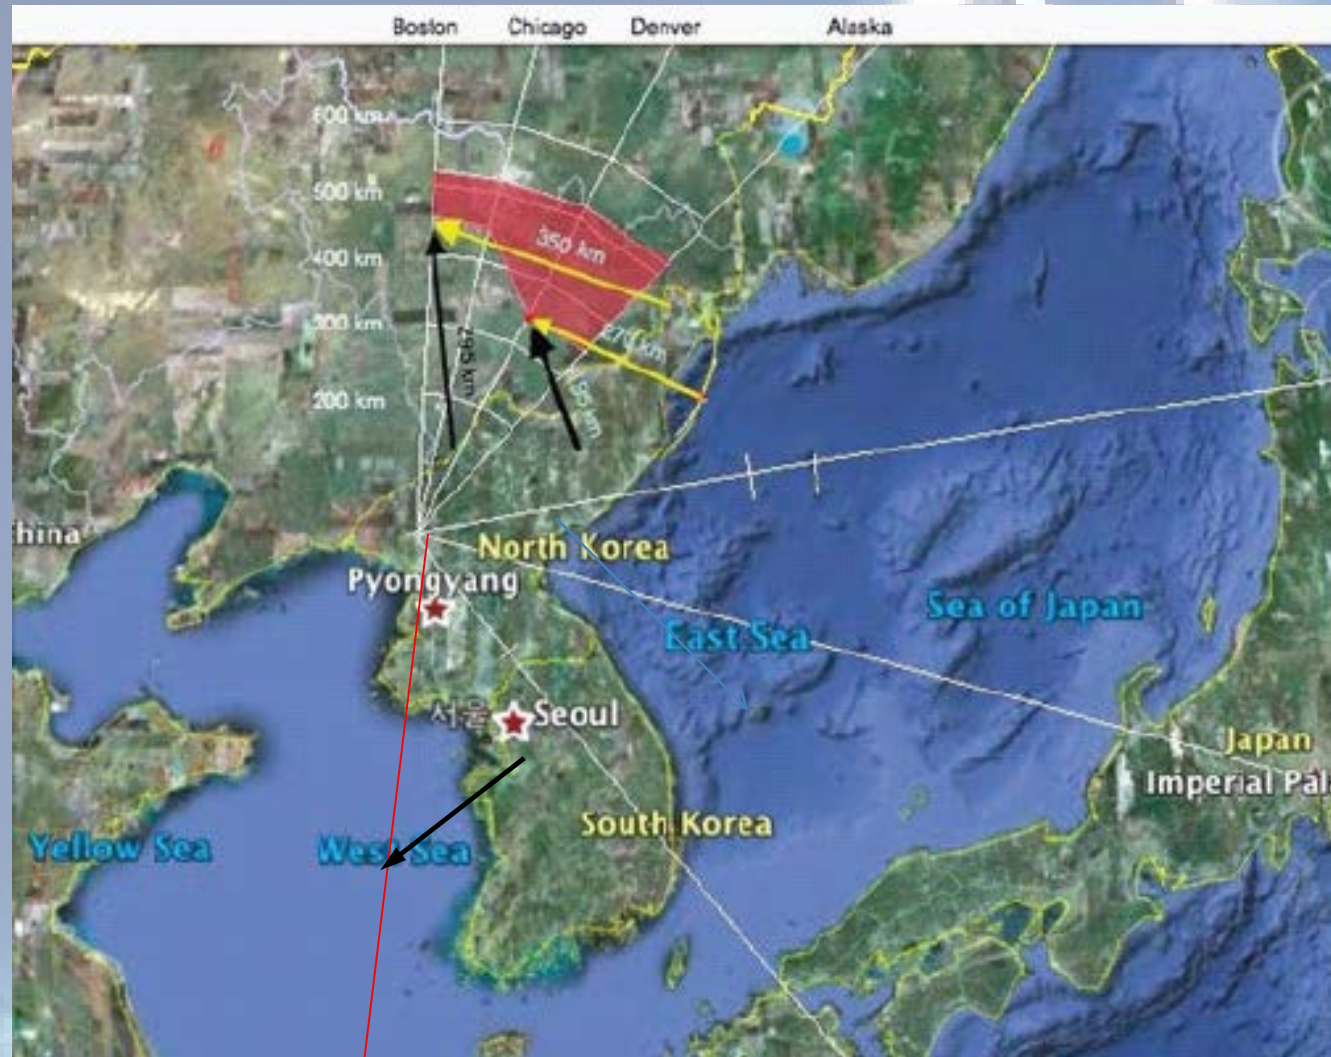 Boston Chicago Denver Alaska
600 km
500 km
350 km
400 km
300 km
270 km
295 km
200 km
North Korea
Pyongyang
East Sea
Sea of Japan
서울 Seoul
Japan
South Korea
Yellow Sea
West Sea